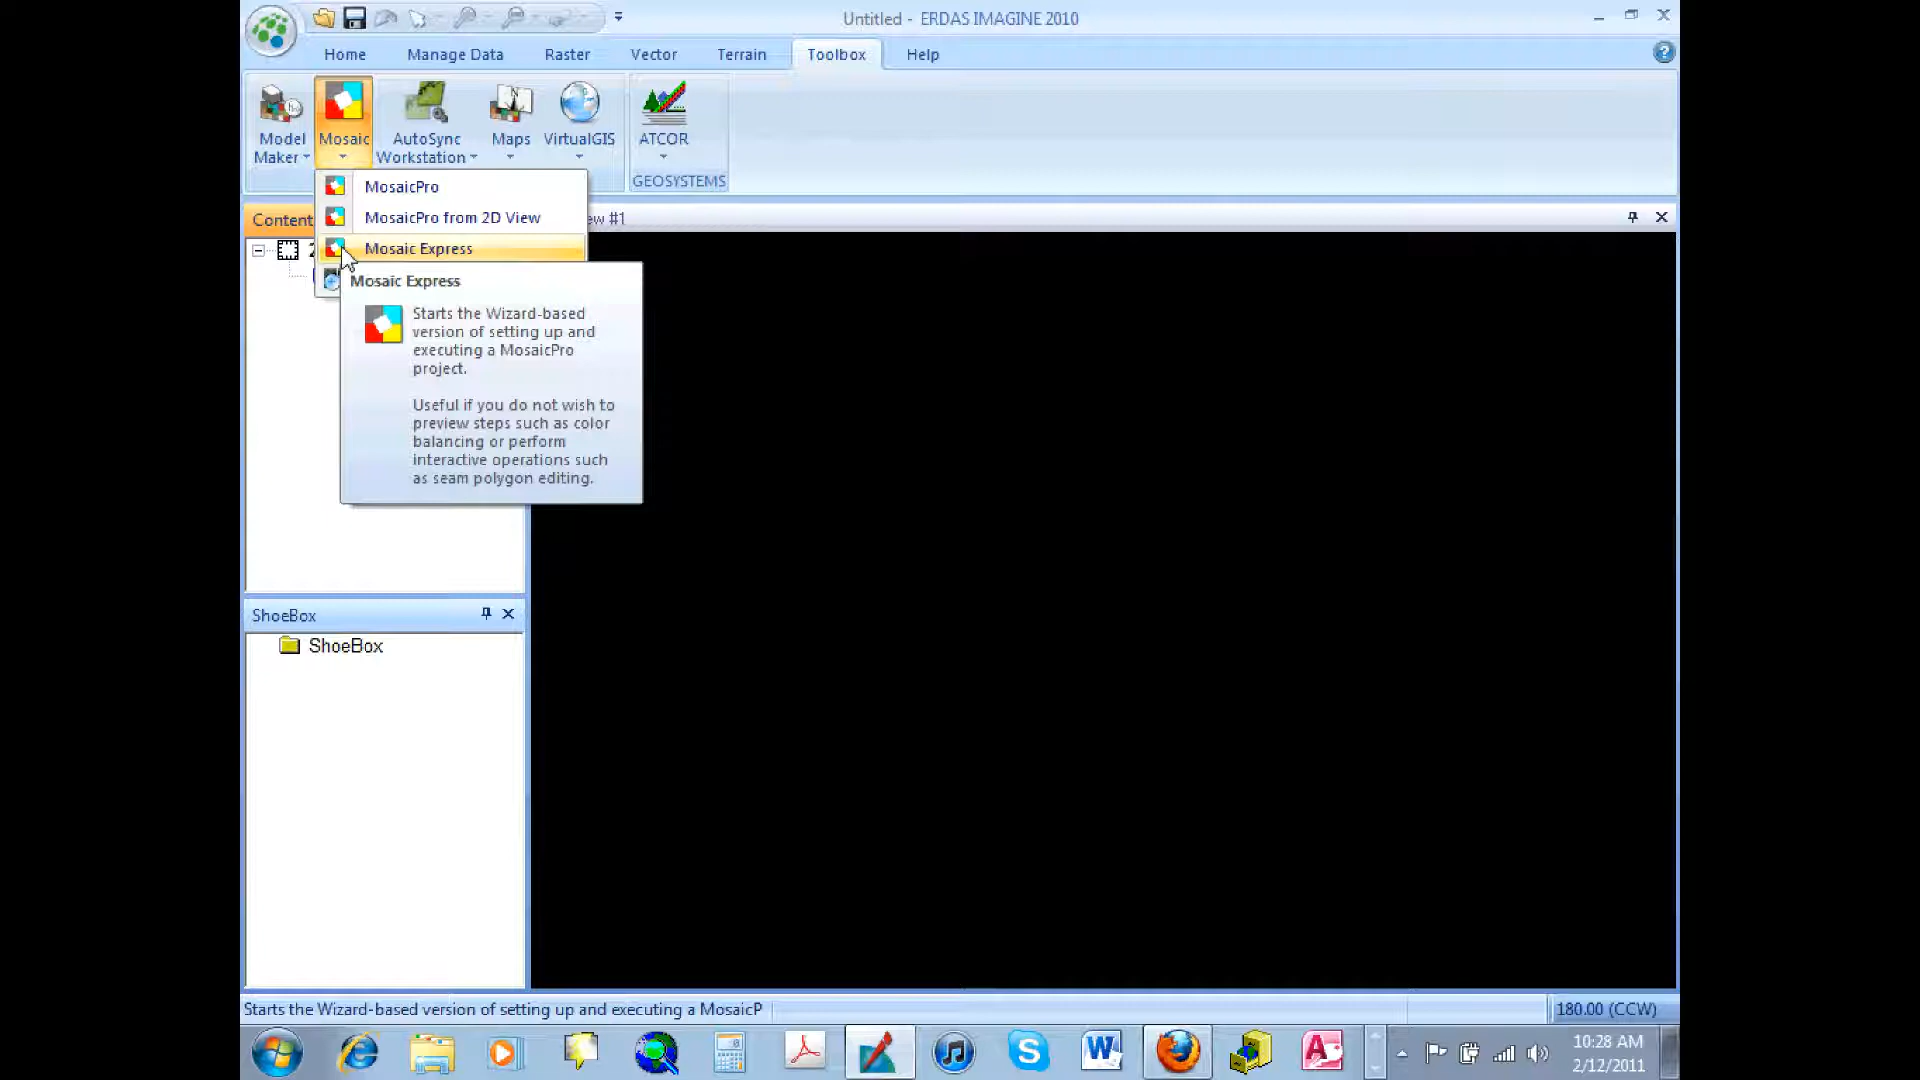 Untitled - ERDAS IMAGINE 2010
Home Manage Data Raster Vector Terrain Toolbox Help
Model Maker
Mosaic
AutoSync Workstation
Maps
VirtualGIS
ATCOR
GEOSYSTEMS
MosaicPro
MosaicPro from 2D View
Mosaic Express
Content
#1
Mosaic Express
Starts the Wizard-based
version of setting up and
executing a MosaicPro
project.
Useful if you do not wish to
preview steps such as color
balancing or perform
interactive operations such
as seam polygon editing.
ShoeBox
ShoeBox
Starts the Wizard-based version of setting up and executing a MosaicP
180.00 (CCW)
10:28 AM
2/12/2011